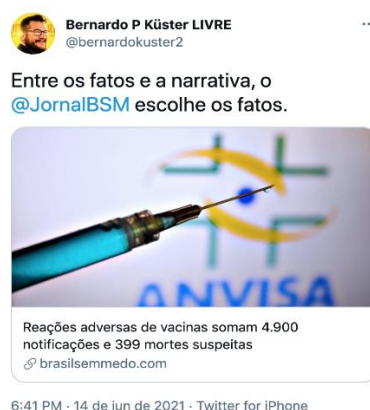 Bernardo P Küster LIVRE
@bernardokuster2
Entre os fatos e a narrativa, o
@JornalBSM escolhe os fatos.
ANVISA
Reações adversas de vacinas somam 4.900
notificações e 399 mortes suspeitas
brasilsemmedo.com
6:41 PM · 14 de jun de 2021 · Twitter for iPhone